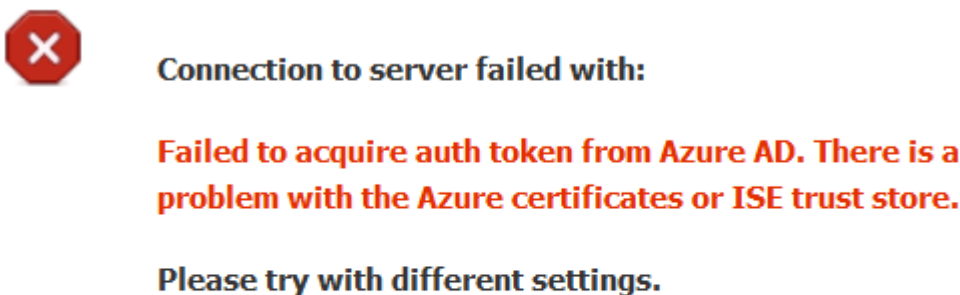 Connection to server failed with:
Failed to acquire auth token from Azure AD. There is a
problem with the Azure certificates or ISE trust store.
Please try with different settings.